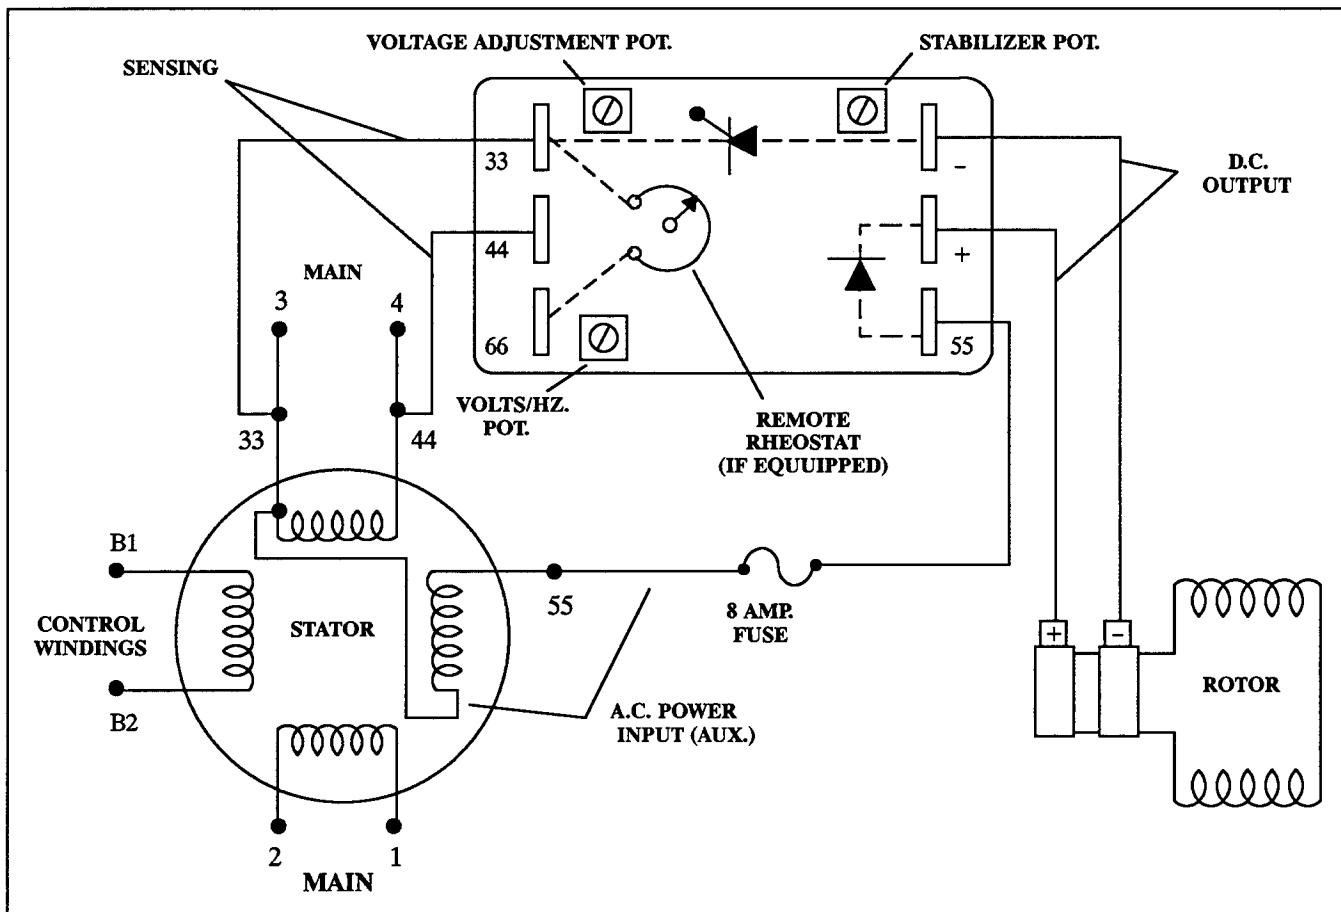 VOLTAGE ADJUSTMENT POT.
STABILIZER POT.
SENSING
33
–
D.C.
OUTPUT
44
+
MAIN
3
4
66
55
VOLTS/HZ.
POT.
REMOTE
RHEOSTAT
(IF EQUUIPPED)
33
44
B1
55
8 AMP.
FUSE
CONTROL
WINDINGS
STATOR
+
–
ROTOR
B2
A.C. POWER
INPUT (AUX.)
2
1
MAIN